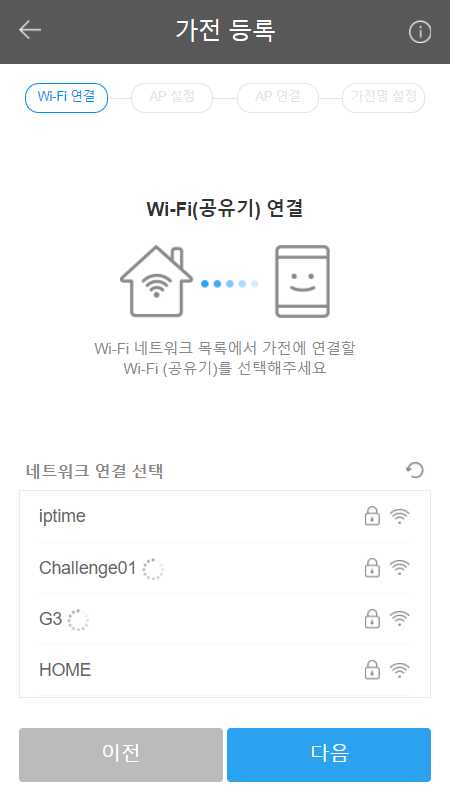 가전 등록
Wi-Fi 연결
AP 설정
AP 연결
가전명 설정
Wi-Fi(공유기) 연결
Wi-Fi 네트워크 목록에서 가전에 연결할
Wi-Fi (공유기)를 선택해주세요
네트워크 연결 선택
iptime
Challenge01
G3
HOME
이전
다음